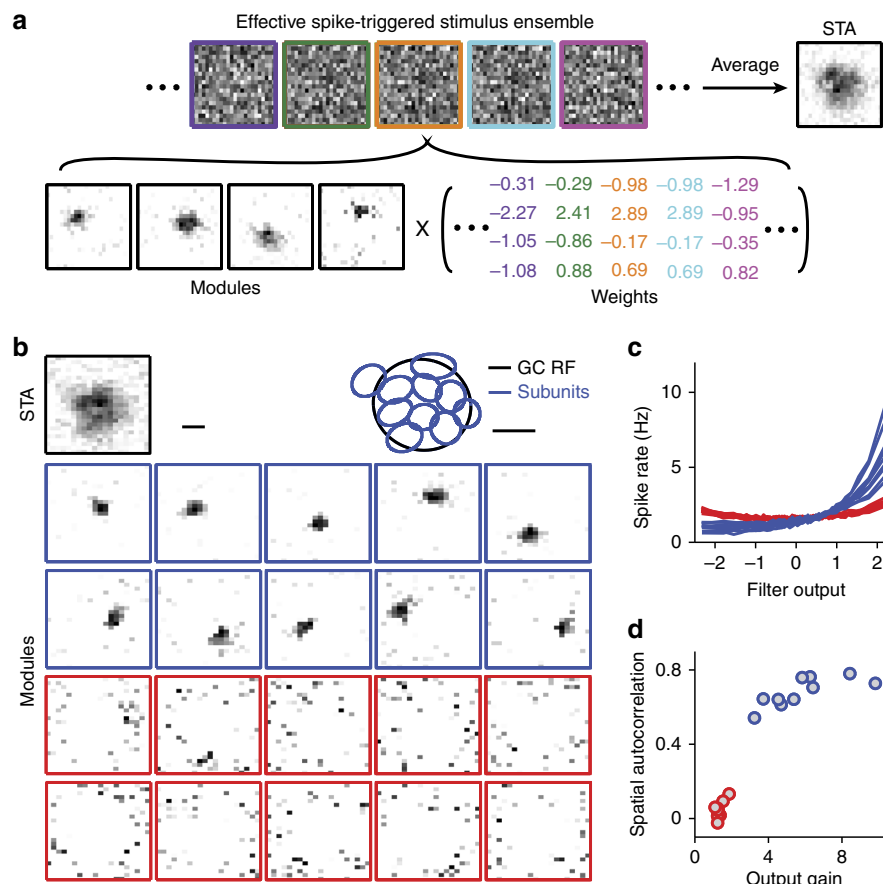 a
Effective spike-triggered stimulus ensemble
STA
Average
−0.31 −0.29 −0.98 −0.98 −1.29
−2.27 2.41 2.89 2.89 −0.95
−1.05 −0.86 −0.17 −0.17 −0.35
−1.08 0.88 0.69 0.69 0.82
X
Modules
Weights
b
STA
GC RF
Subunits
Modules
c
Spike rate (Hz)
10
5
0
−2 −1 0 1 2
Filter output
d
Spatial autocorrelation
0.8
0.4
0
0 4 8
Output gain